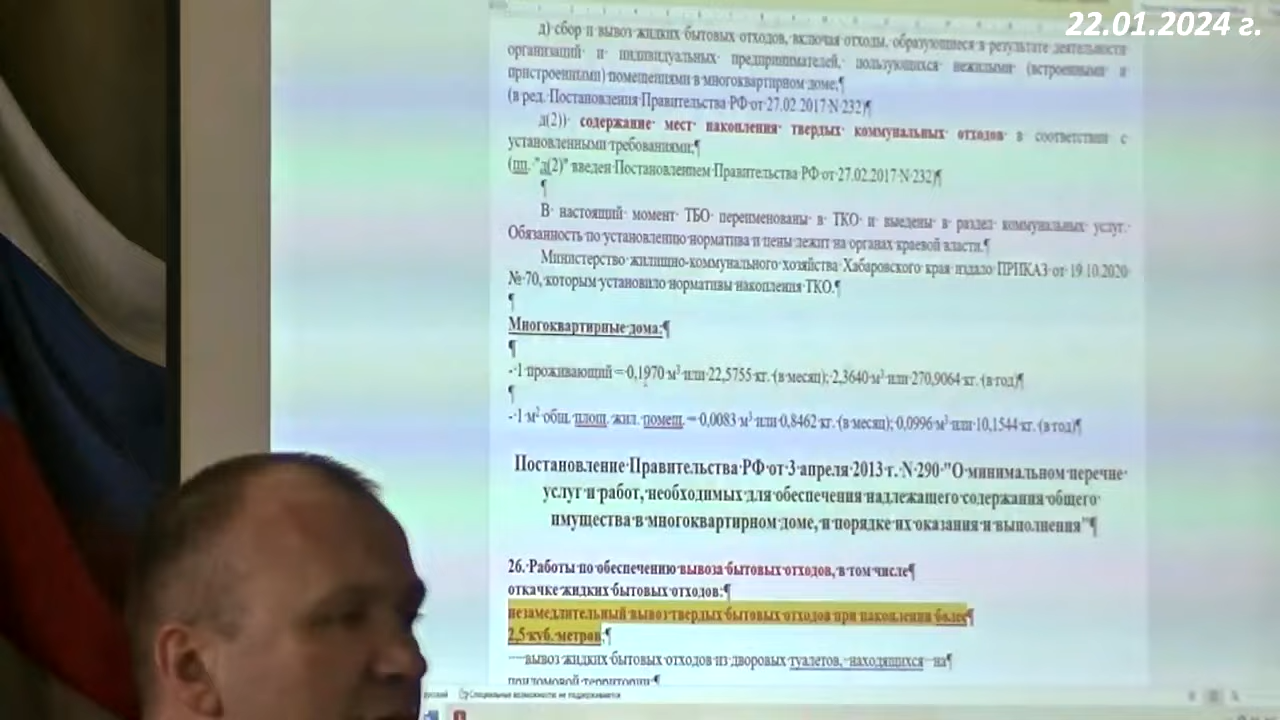 22.01.2024 г.
д) сбор и вывоз жидких бытовых отходов, включая отходы, образующиеся в результате деятельности
организаций и индивидуальных предпринимателей, пользующихся нежилыми (встроенными и
пристроенными) помещениями в многоквартирном доме;¶
(в ред. Постановления Правительства РФ от 27.02.2017 N 232)¶
д(2)) содержание мест накопления твердых коммунальных отходов в соответствии с
установленными требованиями;¶
(пп. "д(2)" введен Постановлением Правительства РФ от 27.02.2017 N 232)¶
¶
В настоящий момент ТБО переименованы в ТКО и выедены в раздел коммунальных услуг.
Обязанность по установлению норматива и цены лежит на органах краевой власти.¶
Министерство жилищно-коммунального хозяйства Хабаровского края издало ПРИКАЗ от 19.10.2020
№ 70, которым установило нормативы накопления ТКО.¶
¶
Многоквартирные дома:¶
¶
- 1 проживающий = 0,1970 м³ или 22,5755 кг. (в месяц); 2,3640 м³ или 270,9064 кг. (в год)¶
¶
- 1 м² общ. площ. жил. помещ. = 0,0083 м³ или 0,8462 кг. (в месяц); 0,0996 м³ или 10,1544 кг. (в год)¶
Постановление Правительства РФ от 3 апреля 2013 г. N 290 "О минимальном перечне
услуг и работ, необходимых для обеспечения надлежащего содержания общего
имущества в многоквартирном доме, и порядке их оказания и выполнения"¶
26. Работы по обеспечению вывоза бытовых отходов, в том числе¶
откачке жидких бытовых отходов:¶
незамедлительный вывоз твердых бытовых отходов при накоплении более¶
2,5 куб. метров;¶
вывоз жидких бытовых отходов из дворовых туалетов, находящихся на¶
придомовой территории;¶
русский Специальные возможности: не поддерживается